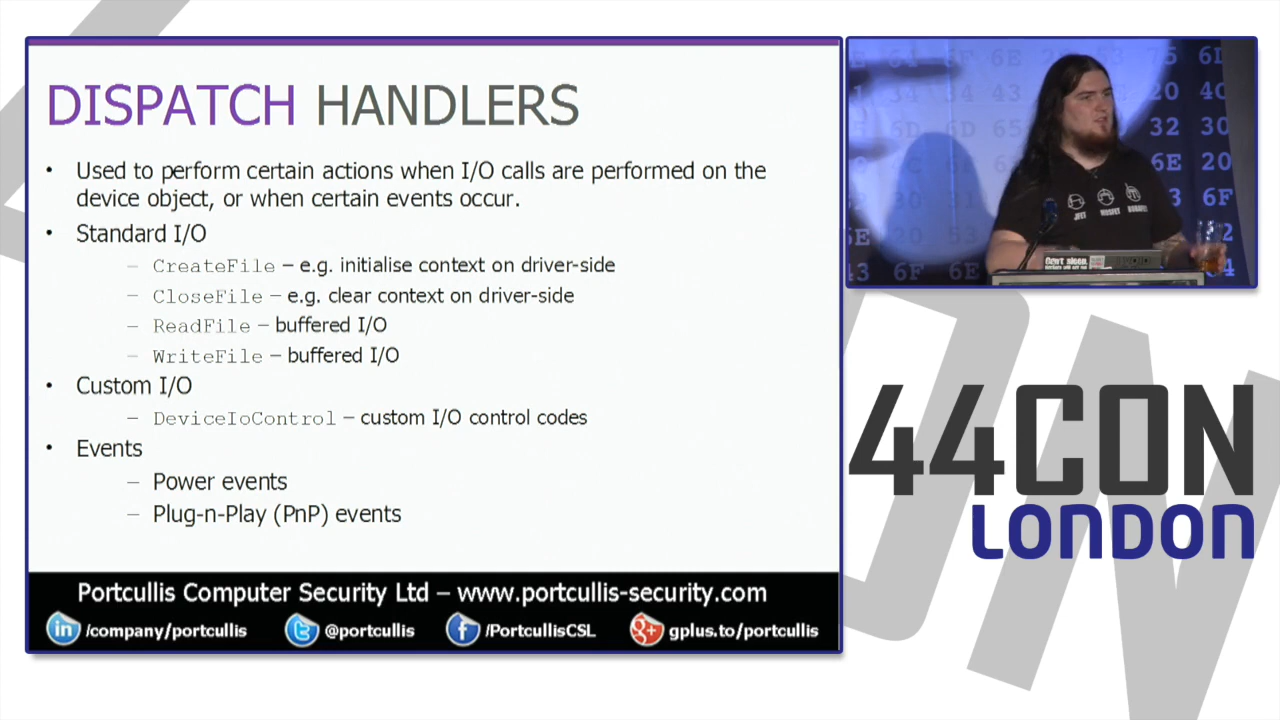 DISPATCH HANDLERS
• Used to perform certain actions when I/O calls are performed on the
device object, or when certain events occur.
• Standard I/O
– CreateFile – e.g. initialise context on driver-side
– CloseFile – e.g. clear context on driver-side
– ReadFile – buffered I/O
– WriteFile – buffered I/O
• Custom I/O
– DeviceIoControl – custom I/O control codes
• Events
– Power events
– Plug-n-Play (PnP) events
Portcullis Computer Security Ltd – www.portcullis-security.com
in /company/portcullis @portcullis f /PortcullisCSL g+ gplus.to/portcullis
JFET MOSFET
44CON
LONDON